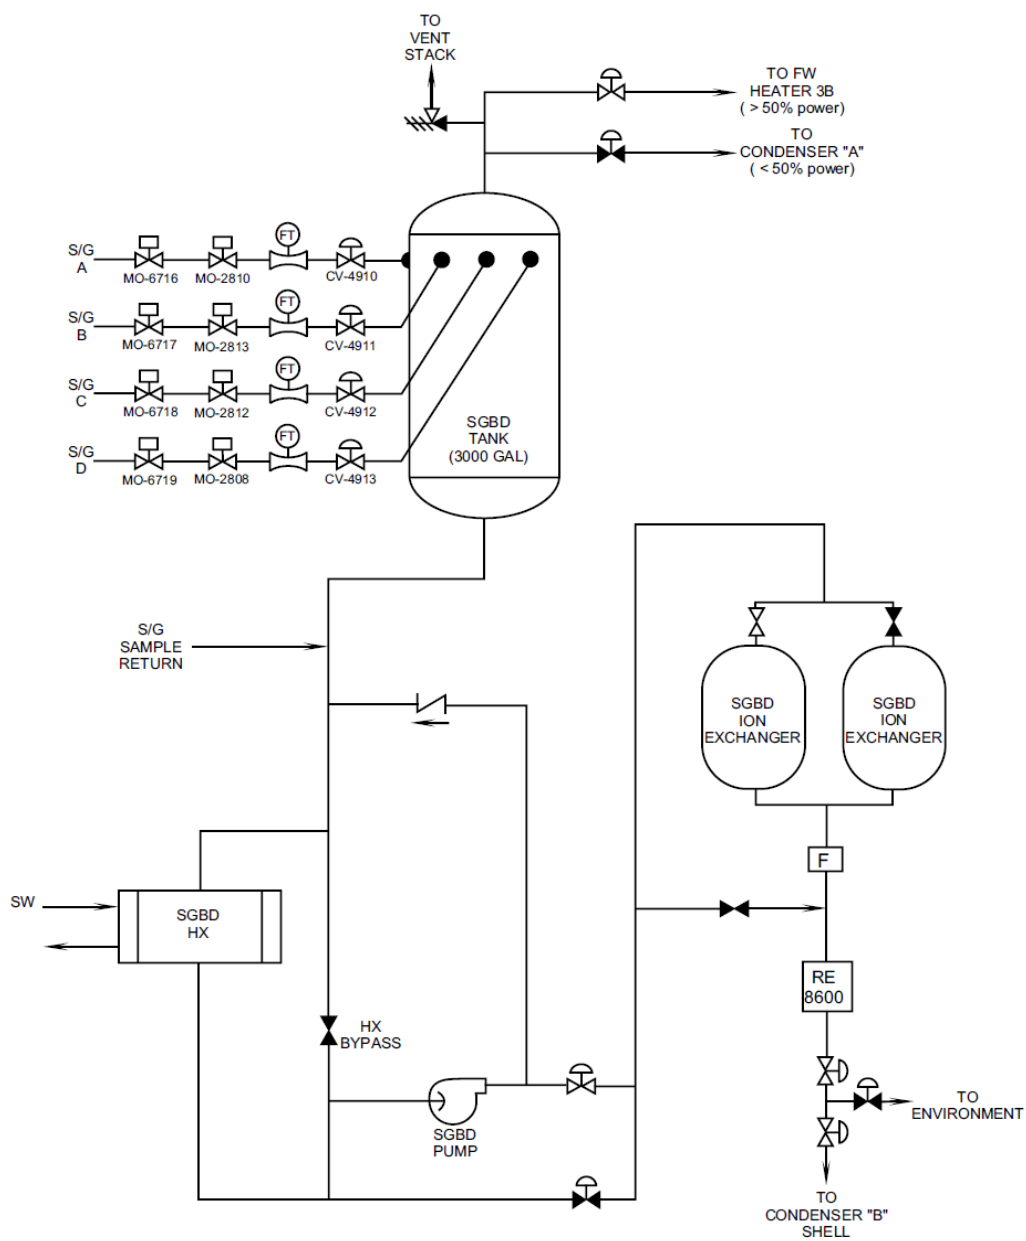 TO
VENT
STACK
TO FW
HEATER 3B
( > 50% power)
TO
CONDENSER "A"
( < 50% power)
S/G
A
FT
MO-6716
MO-2810
CV-4910
S/G
B
FT
MO-6717
MO-2813
CV-4911
S/G
C
FT
MO-6718
MO-2812
CV-4912
S/G
D
FT
MO-6719
MO-2808
CV-4913
SGBD
TANK
(3000 GAL)
S/G
SAMPLE
RETURN
SGBD
ION
EXCHANGER
SGBD
ION
EXCHANGER
F
SW
SGBD
HX
RE
8600
HX
BYPASS
SGBD
PUMP
TO
ENVIRONMENT
TO
CONDENSER "B"
SHELL